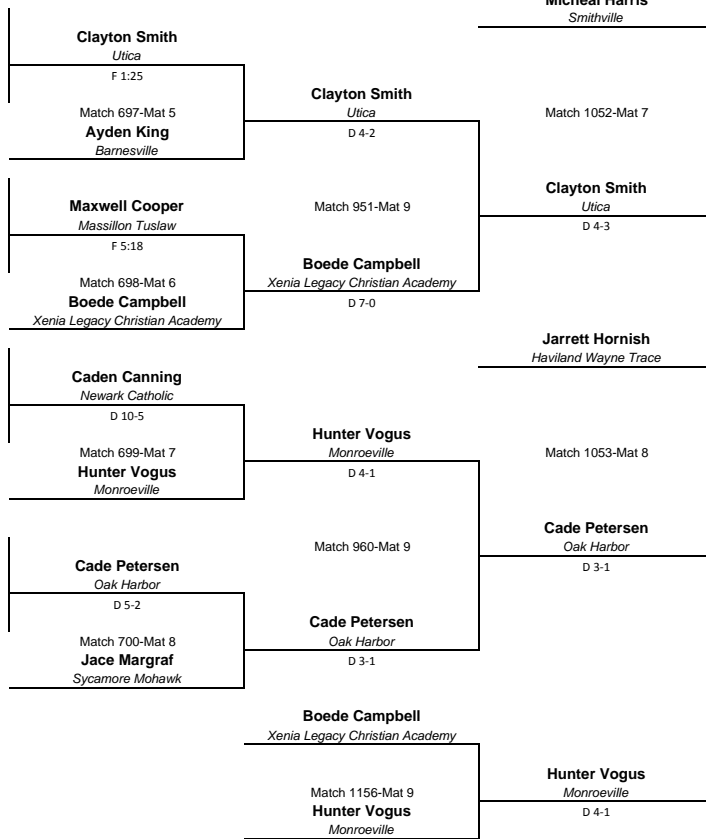 Micheal Harris
Smithville
Clayton Smith
Utica
F 1:25
Match 697-Mat 5
Ayden King
Barnesville
Maxwell Cooper
Massillon Tuslaw
F 5:18
Match 698-Mat 6
Boede Campbell
Xenia Legacy Christian Academy
Caden Canning
Newark Catholic
D 10-5
Match 699-Mat 7
Hunter Vogus
Monroeville
Cade Petersen
Oak Harbor
D 5-2
Match 700-Mat 8
Jace Margraf
Sycamore Mohawk
Clayton Smith
Utica
D 4-2
Match 951-Mat 9
Boede Campbell
Xenia Legacy Christian Academy
D 7-0
Hunter Vogus
Monroeville
D 4-1
Match 960-Mat 9
Cade Petersen
Oak Harbor
D 3-1
Match 1052-Mat 7
Clayton Smith
Utica
D 4-3
Jarrett Hornish
Haviland Wayne Trace
Match 1053-Mat 8
Cade Petersen
Oak Harbor
D 3-1
Boede Campbell
Xenia Legacy Christian Academy
Match 1156-Mat 9
Hunter Vogus
Monroeville
Hunter Vogus
Monroeville
D 4-1